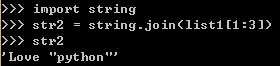 >>> import string
>>> str2 = string.join(list1[1:3])
>>> str2
'Love "python"'